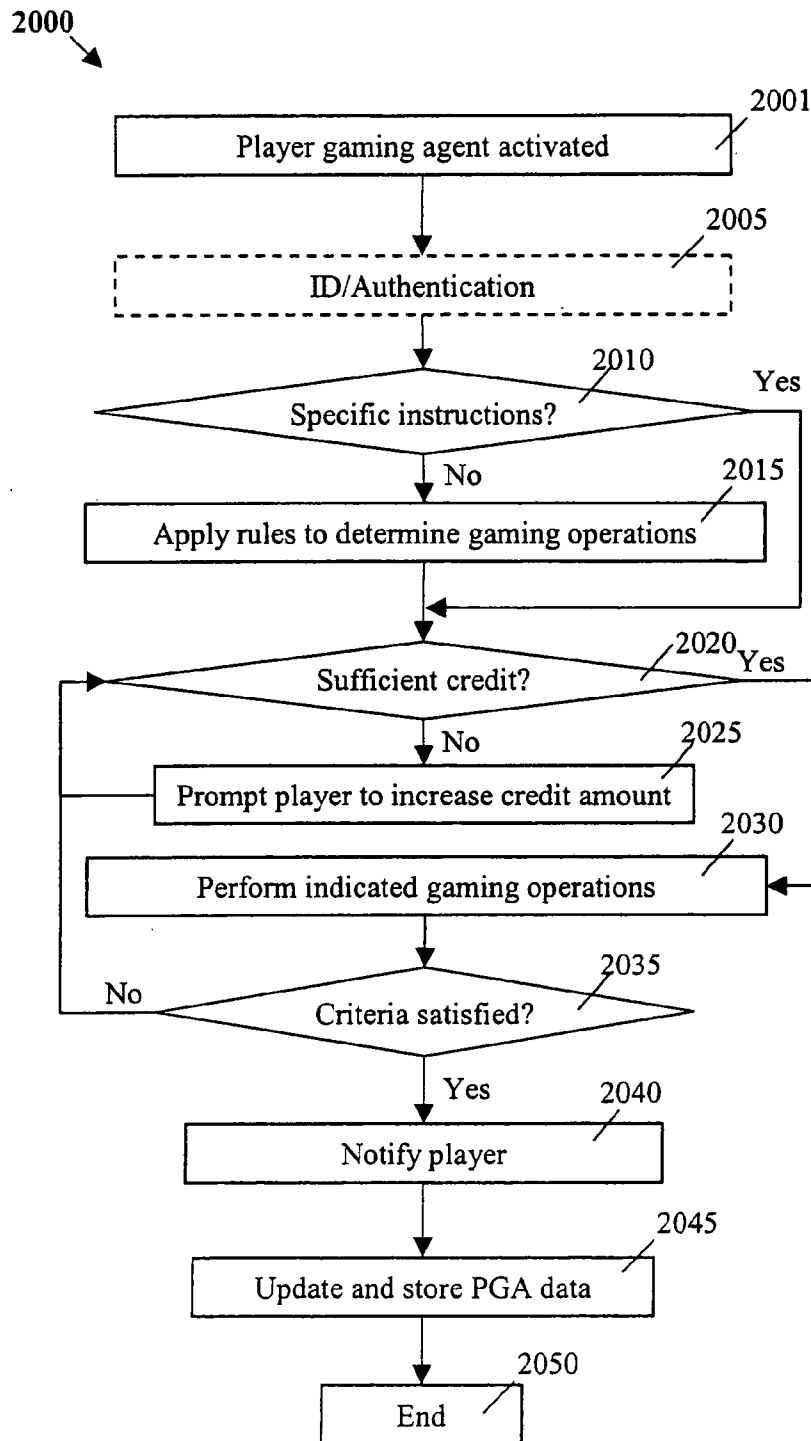 2000
2001
Player gaming agent activated
2005
ID/Authentication
2010
Yes
Specific instructions?
No
2015
Apply rules to determine gaming operations
2020
Yes
Sufficient credit?
No
2025
Prompt player to increase credit amount
2030
Perform indicated gaming operations
2035
No
Criteria satisfied?
Yes
2040
Notify player
2045
Update and store PGA data
2050
End